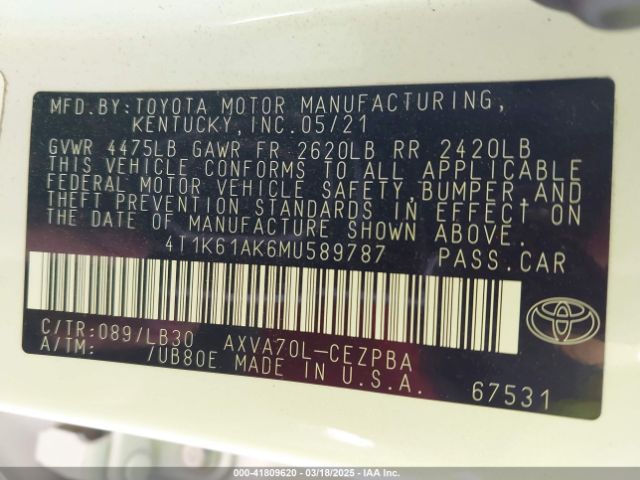 MFD.BY:TOYOTA MOTOR MANUFACTURING,
KENTUCKY,INC.05/21
GVWR 4475LB GAWR FR 2620LB RR 2420LB
THIS VEHICLE CONFORMS TO ALL APPLICABLE
FEDERAL MOTOR VEHICLE SAFETY,BUMPER,AND
THEFT PREVENTION STANDARDS IN EFFECT ON
THE DATE OF MANUFACTURE SHOWN ABOVE.
4T1K61AK6MU589787 PASS.CAR
C/TR:089/LB30 AXVA70L-CEZPBA
A/TM: /UB80E MADE IN U.S.A.
67531
000-41809620 | 03/18/2025 | IAA Inc.